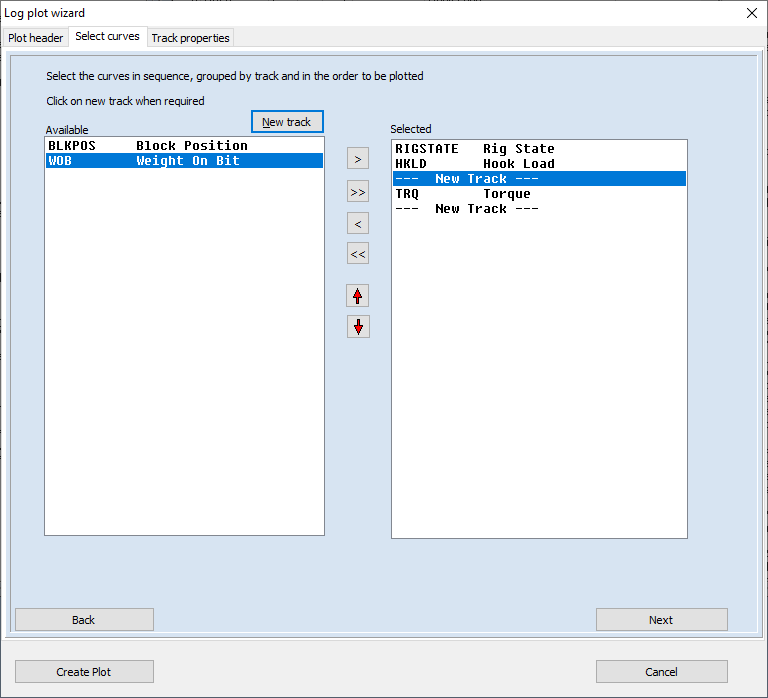 Log plot wizard
Plot header Select curves Track properties
Select the curves in sequence, grouped by track and in the order to be plotted
Click on new track when required
New track
Available
BLKPOS Block Position
WOB Weight On Bit
>
>>
<
<<
Selected
RIGSTATE Rig State
HKLD Hook Load
--- New Track ---
TRQ Torque
--- New Track ---
Back
Next
Create Plot
Cancel